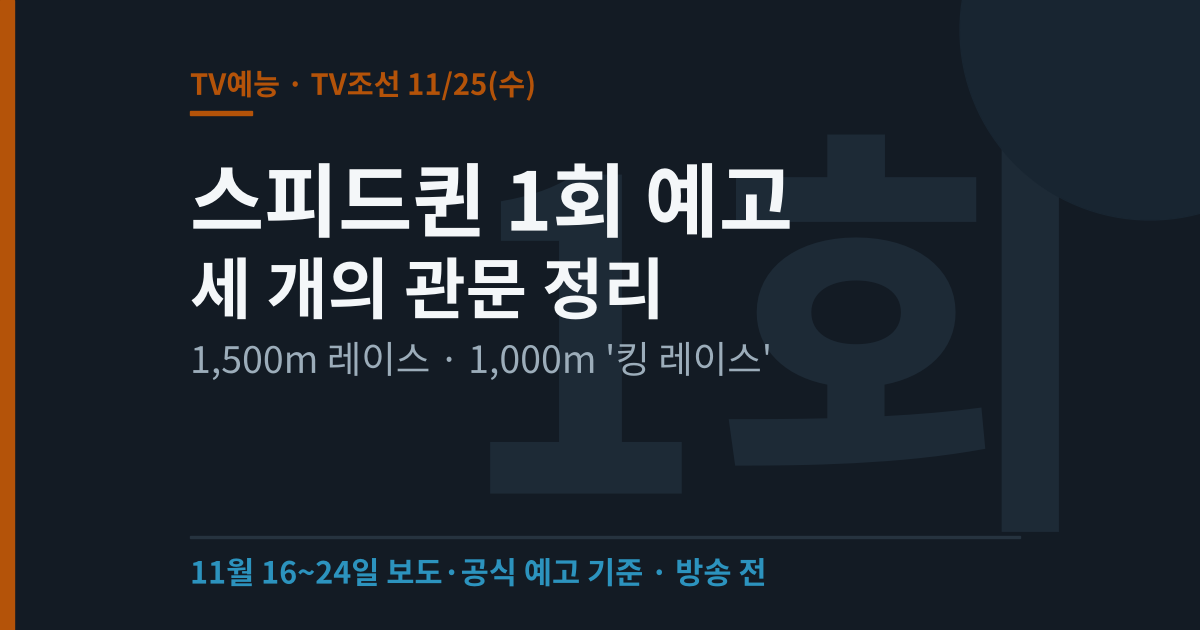 TV예능 · TV조선 11/25(수)
스피드퀸 1회 예고
세 개의 관문 정리
1,500m 레이스 · 1,000m '킹 레이스'
1회
11월 16~24일 보도·공식 예고 기준 · 방송 전